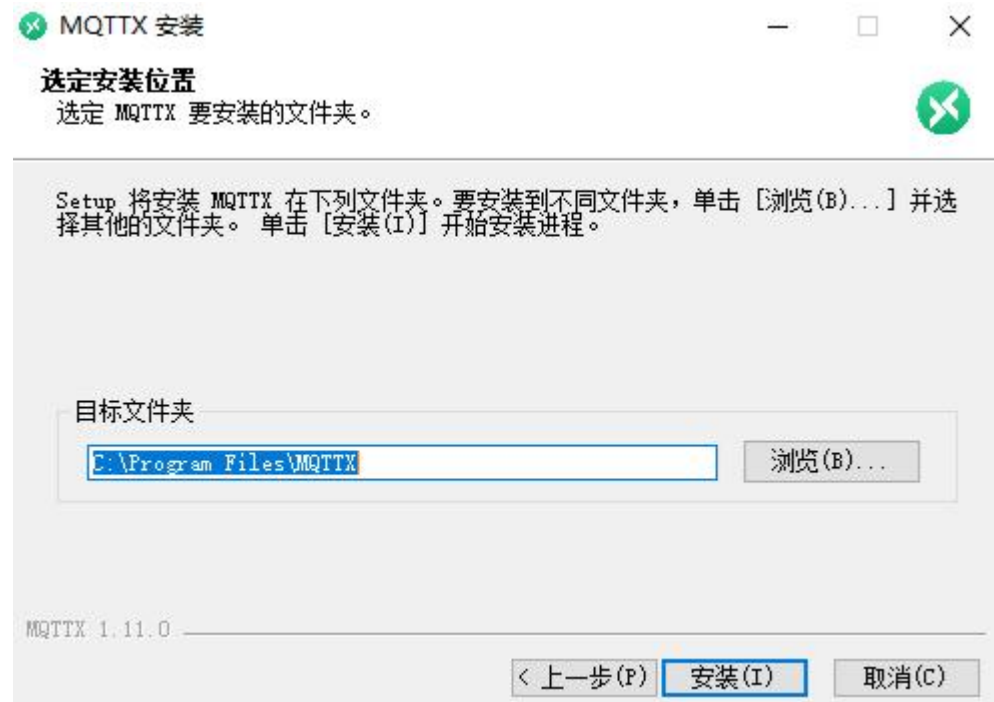 MQTTX 安装
选定安装位置
选定 MQTTX 要安装的文件夹。
Setup 将安装 MQTTX 在下列文件夹。要安装到不同文件夹，单击 [浏览(B)...] 并选
择其他的文件夹。 单击 [安装(I)] 开始安装进程。
目标文件夹
C:\Program Files\MQTTX
浏览(B)...
MQTTX 1.11.0
< 上一步(P)
安装(I)
取消(C)